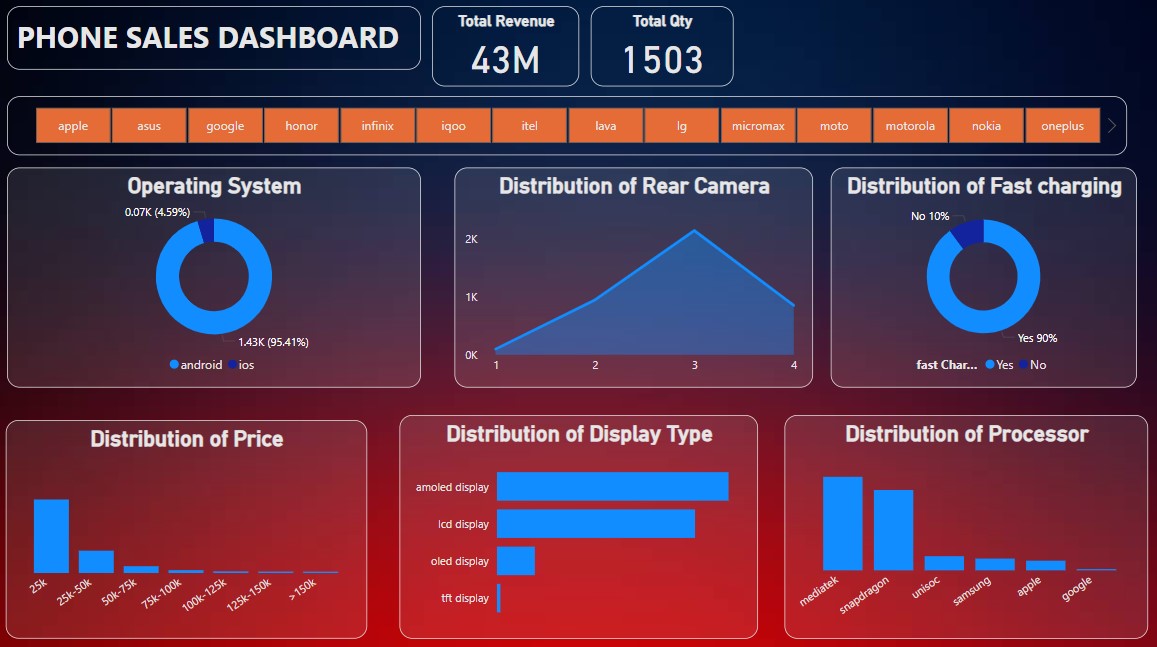 PHONE SALES DASHBOARD
Total Revenue
43M
Total Qty
1503
apple asus google honor infinix iqoo itel lava lg micromax moto motorola nokia oneplus
Operating System
0.07K (4.59%)
1.43K (95.41%)
android ios
Distribution of Rear Camera
2K
1K
0K
1 2 3 4
Distribution of Fast charging
No 10%
Yes 90%
fast Char... Yes No
Distribution of Price
25k 25k-50k 50k-75k 75k-100k 100k-125k 125k-150k >150k
Distribution of Display Type
amoled display
lcd display
oled display
tft display
Distribution of Processor
mediatek snapdragon unisoc samsung apple google